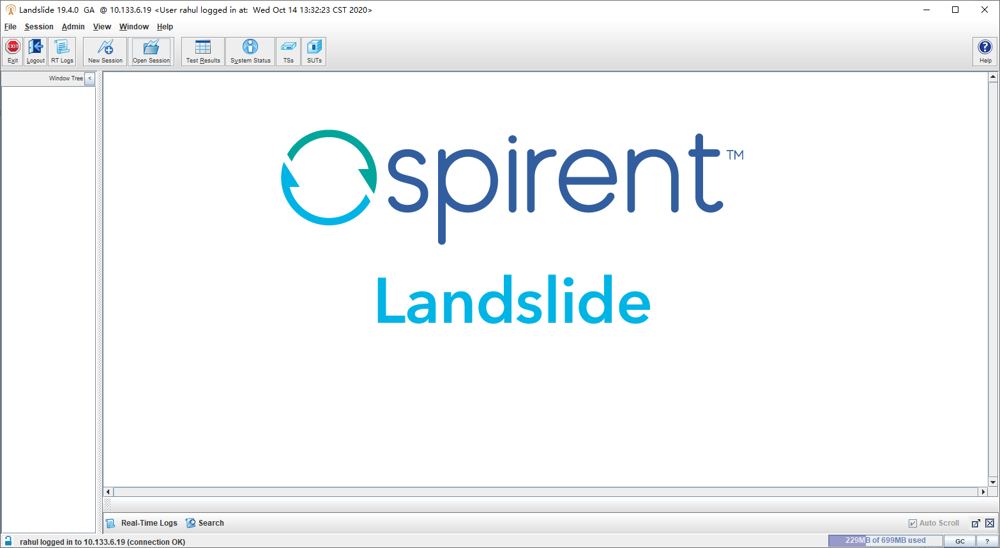 Landslide 19.4.0 GA @ 10.133.6.19 <User rahul logged in at: Wed Oct 14 13:32:23 CST 2020>
File Session Admin View Window Help
EXIT
Exit Logout RT Logs New Session Open Session Test Results System Status TSs SUTs Help
Window Tree <
spirent™
Landslide
Real-Time Logs Search Auto Scroll
rahul logged in to 10.133.6.19 (connection OK) 229MB of 699MB used GC ?